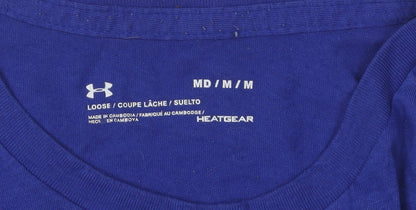 MD / M / M
LOOSE / COUPE LÂCHE / SUELTO
MADE IN CAMBODIA / FABRIQUÉ AU CAMBODGE /
HECHO EN CAMBOYA
HEATGEAR